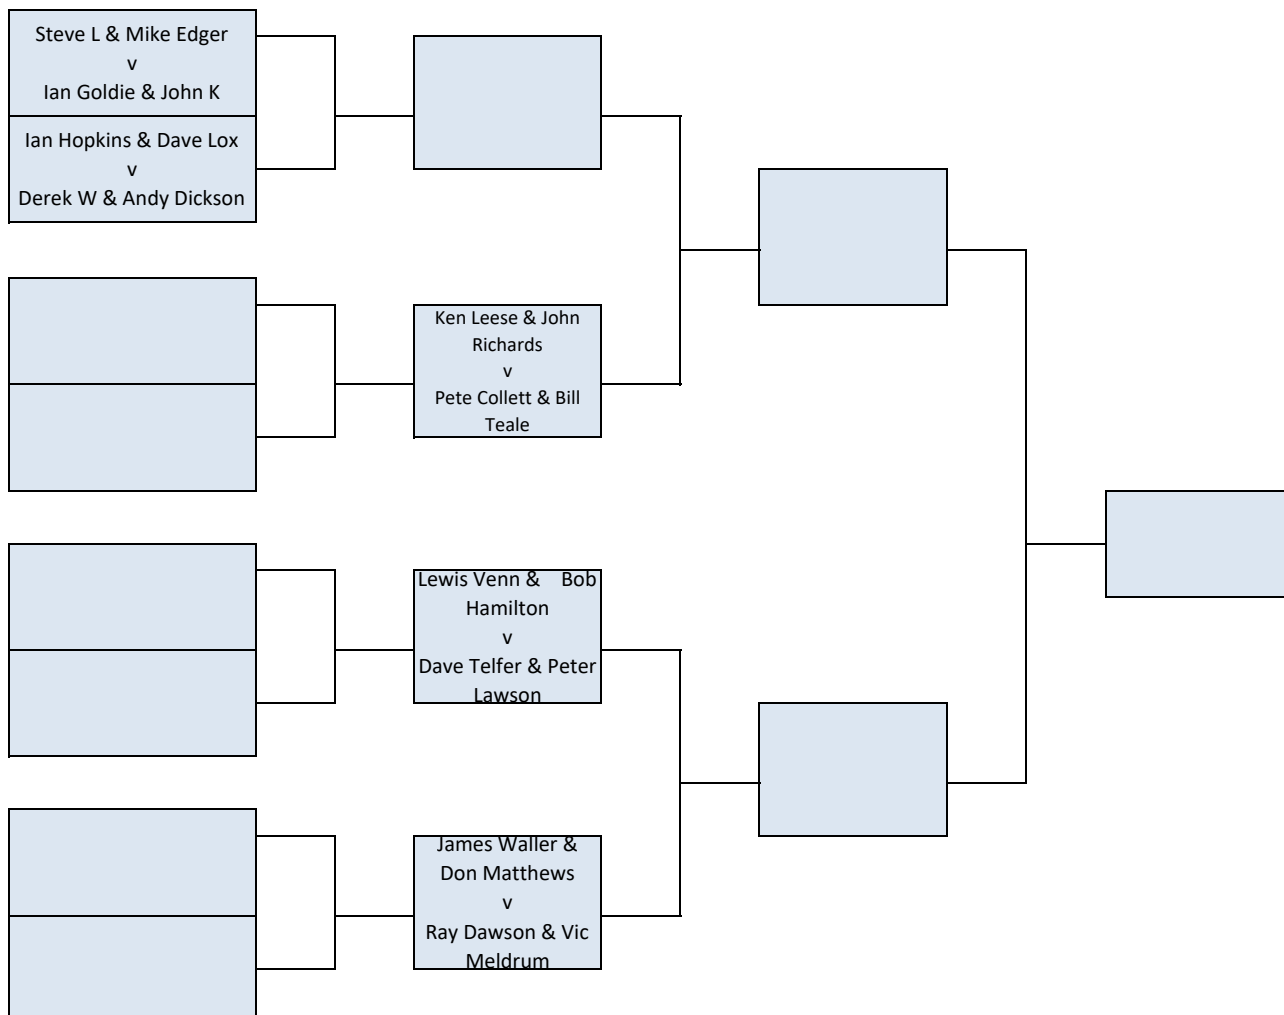 Steve L & Mike Edger
v
Ian Goldie & John K
Ian Hopkins & Dave Lox
v
Derek W & Andy Dickson
Ken Leese & John
Richards
v
Pete Collett & Bill
Teale
Lewis Venn &    Bob
Hamilton
v
Dave Telfer & Peter
Lawson
James Waller &
Don Matthews
v
Ray Dawson & Vic
Meldrum